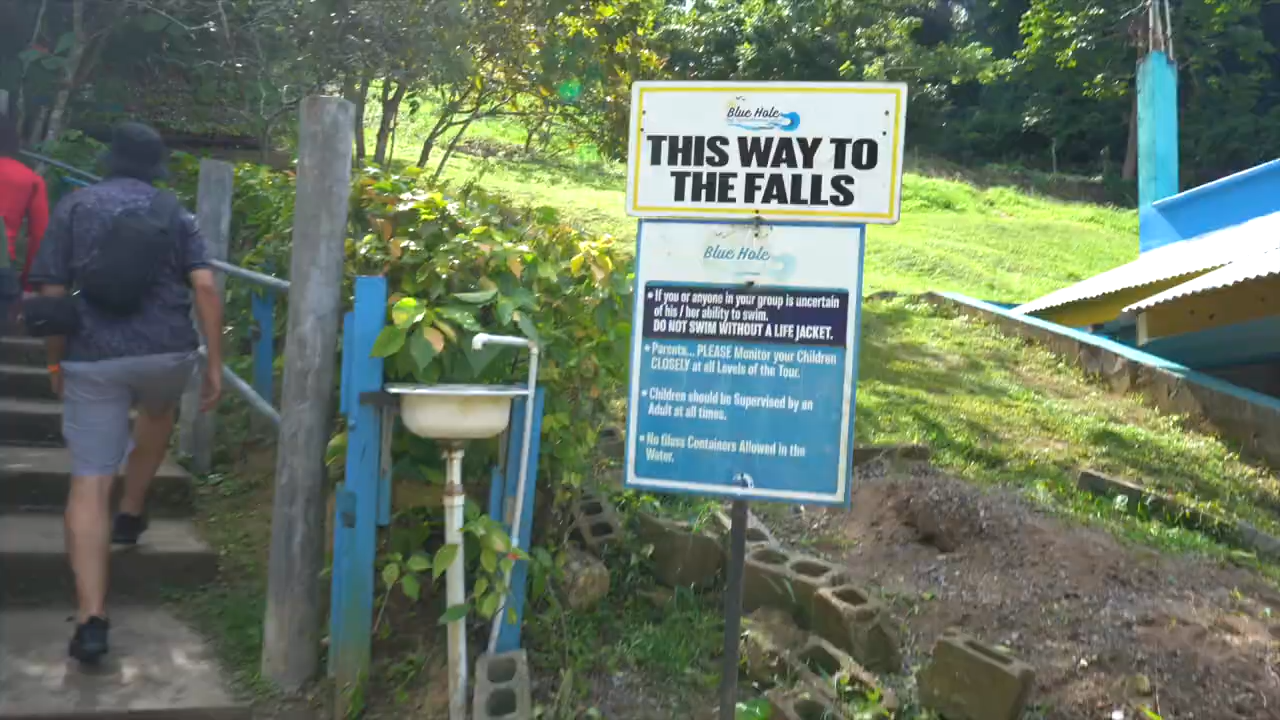 Blue Hole
THIS WAY TO
THE FALLS
Blue Hole
• If you or anyone in your group is uncertain
of his / her ability to swim.
DO NOT SWIM WITHOUT A LIFE JACKET.
• Parents... PLEASE Monitor your Children
CLOSELY at all Levels of the Tour.
• Children should be Supervised by an
Adult at all times.
• No Glass Containers Allowed in the
Water.